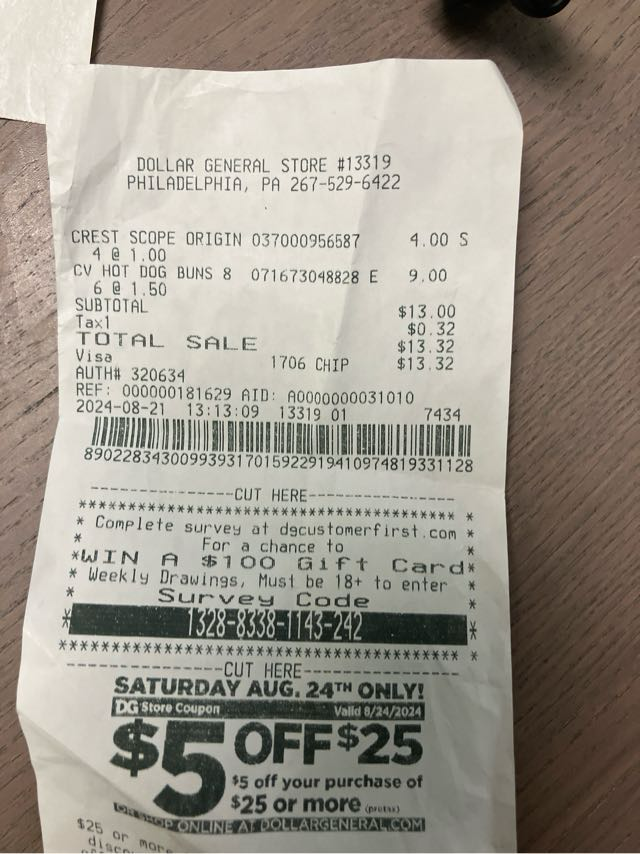 DOLLAR GENERAL STORE #13319
PHILADELPHIA, PA 267-529-6422
CREST SCOPE ORIGIN 037000956587 4.00 S
4 @ 1.00
CV HOT DOG BUNS 8 071673048828 E 9.00
6 @ 1.50
SUBTOTAL $13.00
Tax1 $0.32
TOTAL SALE $13.32
Visa 1706 CHIP $13.32
AUTH# 320634
REF: 000000181629 AID: A0000000031010
2024-08-21 13:13:09 13319 01 7434
89022834300993931701592291941097481933​1128
------------------CUT HERE------------------
******************************************
* Complete survey at dgcustomerfirst.com *
* For a chance to *
*WIN A $100 Gift Card*
* Weekly Drawings, Must be 18+ to enter *
* Survey Code *
* 1328-8338-1143-242 *
******************************************
------------------CUT HERE------------------
SATURDAY AUG. 24TH ONLY!
DG Store Coupon Valid 8/24/2024
$5 OFF $25
$5 off your purchase of
$25 or more (pretax)
OR SHOP ONLINE AT DOLLARGENERAL.COM
$25 or more